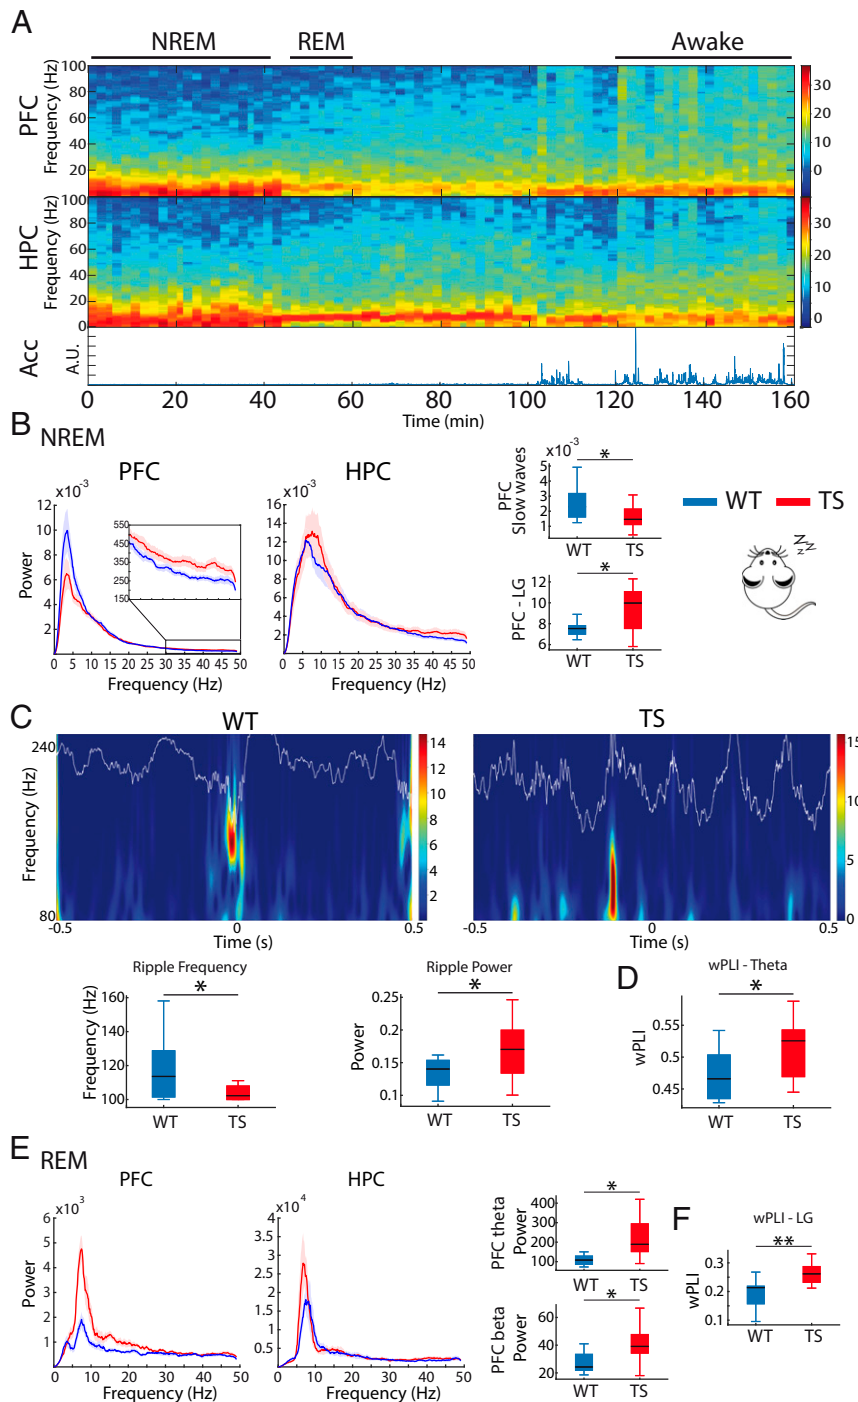 A
NREM REM Awake
PFC
Frequency (Hz)
100
80
60
40
20
30
20
10
0
HPC
Frequency (Hz)
100
80
60
40
20
0
30
20
10
0
Acc
A.U.
0 20 40 60 80 100 120 140 160
Time (min)
B NREM
PFC
x10⁻³
Power
12
10
8
6
4
2
0
550
450
350
250
150
5 10 15 20 25 30 35 40 45 50
Frequency (Hz)
HPC
x10⁻³
16
14
12
10
8
6
4
2
0
0 5 10 15 20 25 30 35 40 45 50
Frequency (Hz)
x10⁻³
PFC
Slow waves
5
4
3
2
1
*
WT TS
PFC - LG
12
10
8
6
*
WT TS
WT TS
z zz
C
WT
Frequency (Hz)
240
80
-0.5 0 0.5
Time (s)
14
12
10
8
6
4
2
TS
-0.5 0 0.5
Time (s)
15
10
5
0
Ripple Frequency
Frequency (Hz)
160
140
120
100
*
WT TS
Ripple Power
Power
0.25
0.2
0.15
0.1
*
WT TS
D
wPLI - Theta
wPLI
0.55
0.5
0.45
*
WT TS
E REM
PFC
x10³
Power
6
5
4
3
2
1
0
0 10 20 30 40 50
Frequency (Hz)
HPC
x10⁴
4
3.5
3
2.5
2
1.5
1
0.5
0
0 10 20 30 40 50
Frequency (Hz)
PFC theta
Power
400
300
200
100
*
WT TS
PFC beta
Power
60
40
20
*
WT TS
F
wPLI - LG
wPLI
0.3
0.2
0.1
**
WT TS